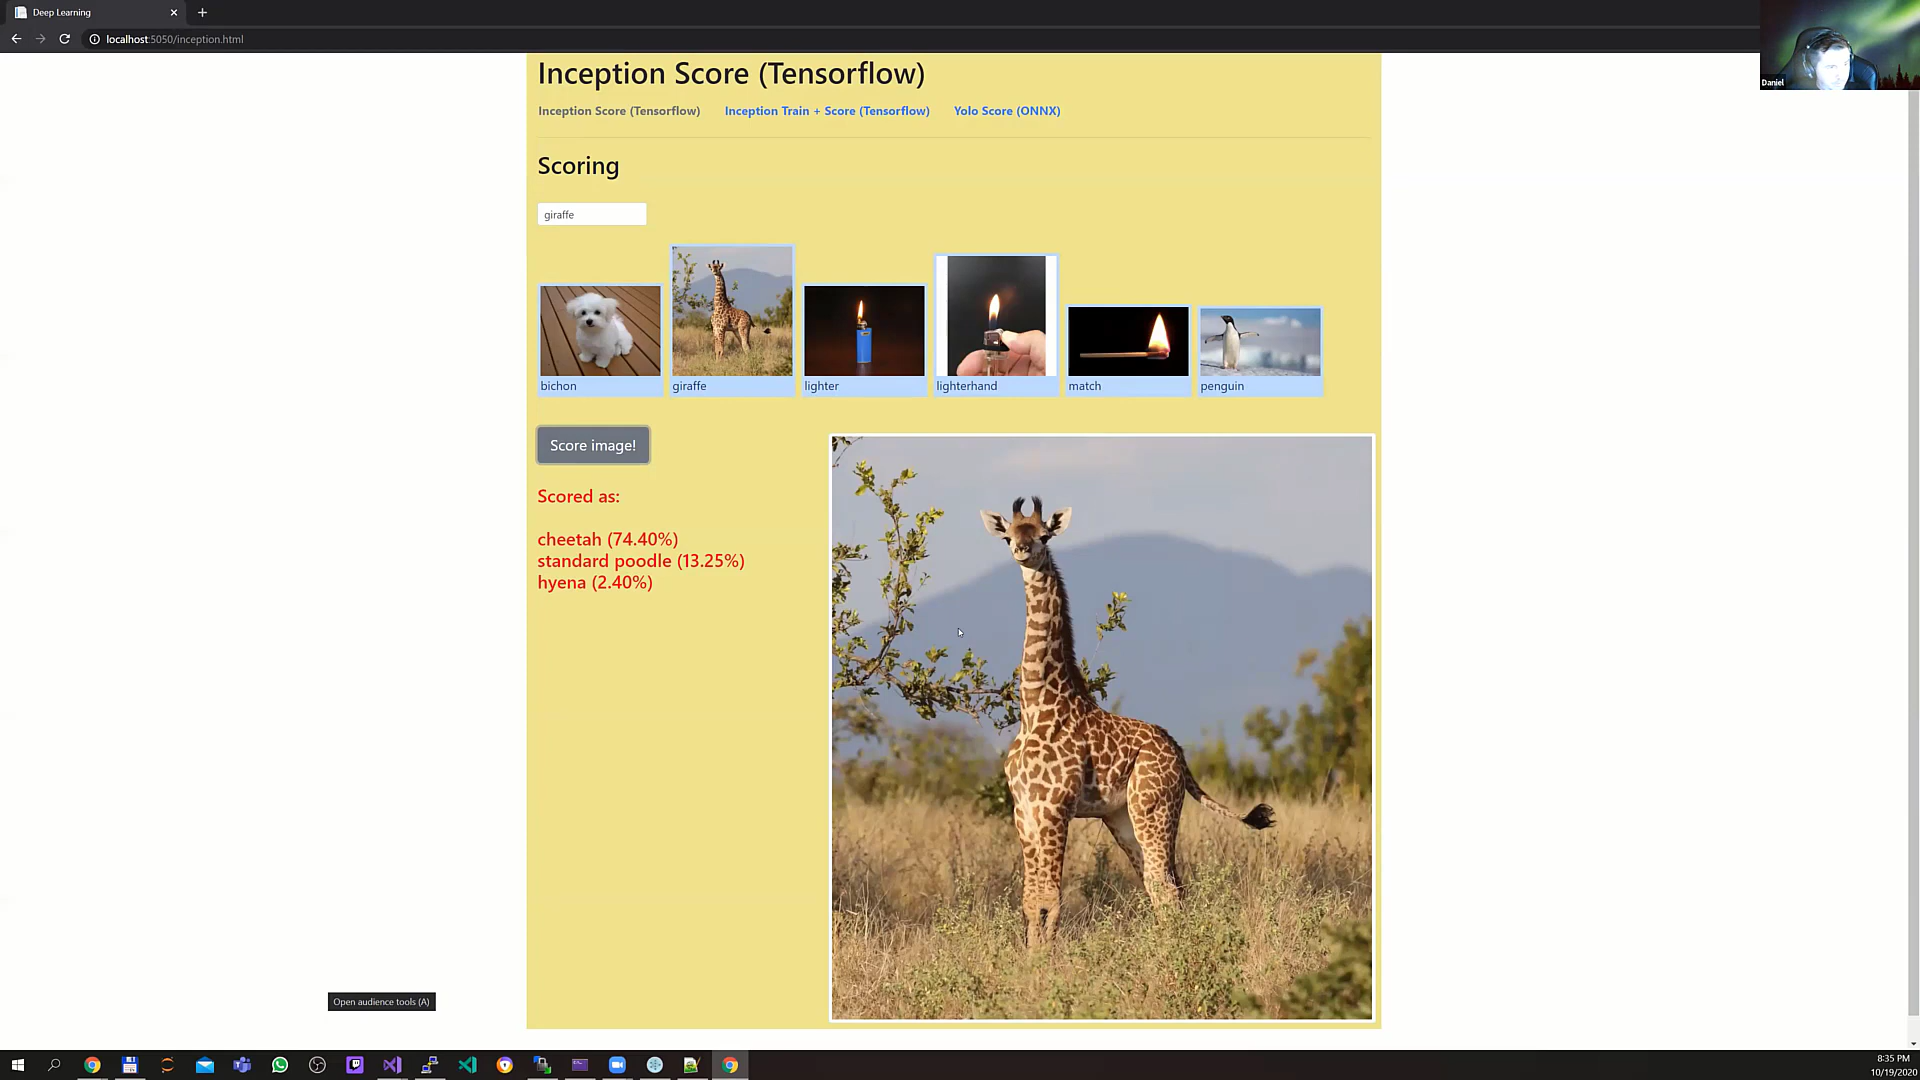 Deep Learning
localhost:5050/inception.html
Daniel
Inception Score (Tensorflow)
Inception Score (Tensorflow) Inception Train + Score (Tensorflow) Yolo Score (ONNX)
Scoring
giraffe
bichon giraffe lighter lighterhand match penguin
Score image!
Scored as:
cheetah (74.40%)
standard poodle (13.25%)
hyena (2.40%)
Open audience tools (A)
8:35 PM
10/19/2020